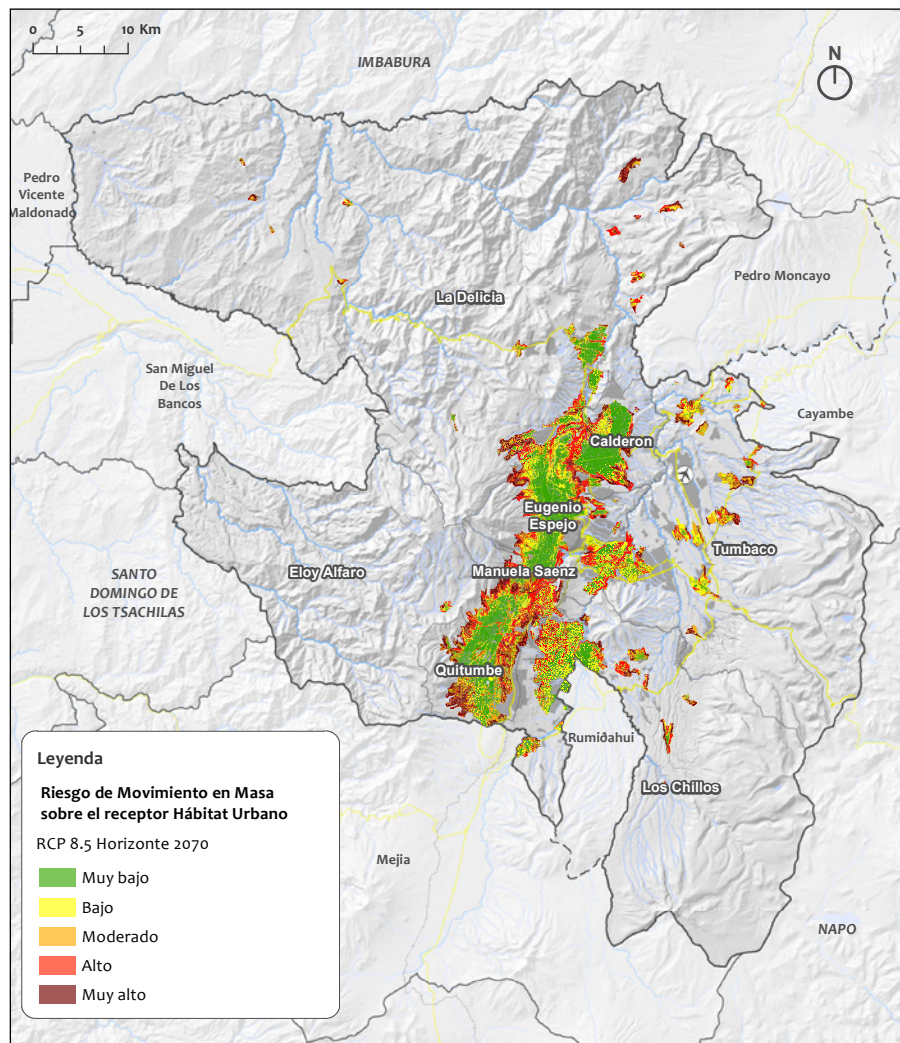 0 5 10 Km
IMBABURA
N
Pedro
Vicente
Maldonado
Pedro Moncayo
La Delicia
San Miguel
De Los
Bancos
Cayambe
Calderon
Eugenio
Espejo
Tumbaco
Manuela Saenz
Eloy Alfaro
SANTO
DOMINGO DE
LOS TSACHILAS
Quitumbe
Rumiðahui
Los Chillos
Mejia
NAPO
Leyenda
Riesgo de Movimiento en Masa
sobre el receptor Hábitat Urbano
RCP 8.5 Horizonte 2070
Muy bajo
Bajo
Moderado
Alto
Muy alto